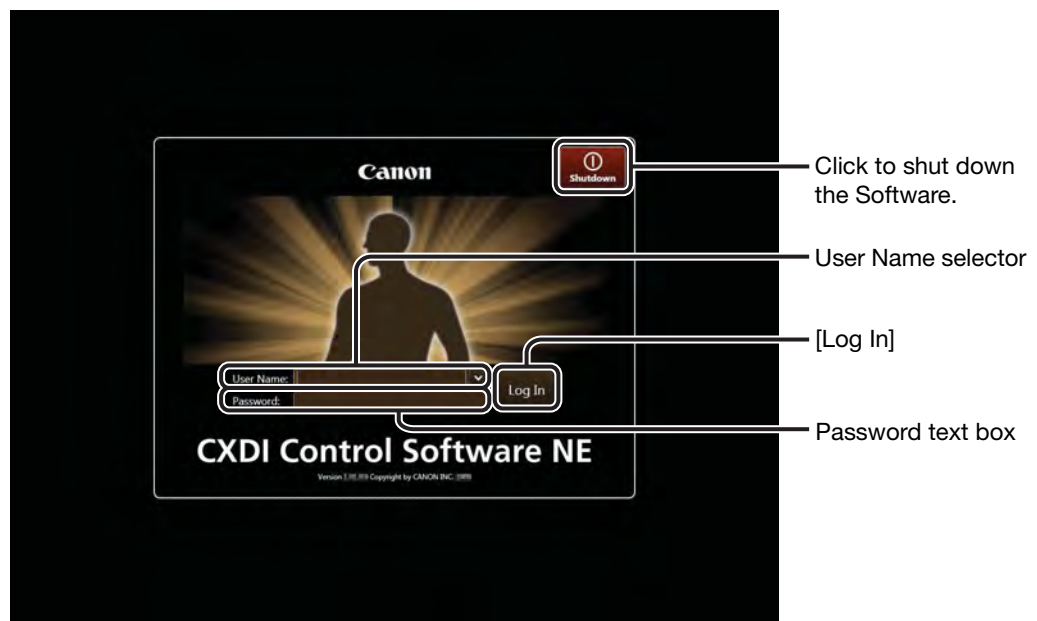 Canon
Shutdown
Click to shut down
the Software.
User Name selector
[Log In]
User Name:
Log In
Password:
Password text box
CXDI Control Software NE
Version Copyright by CANON INC.